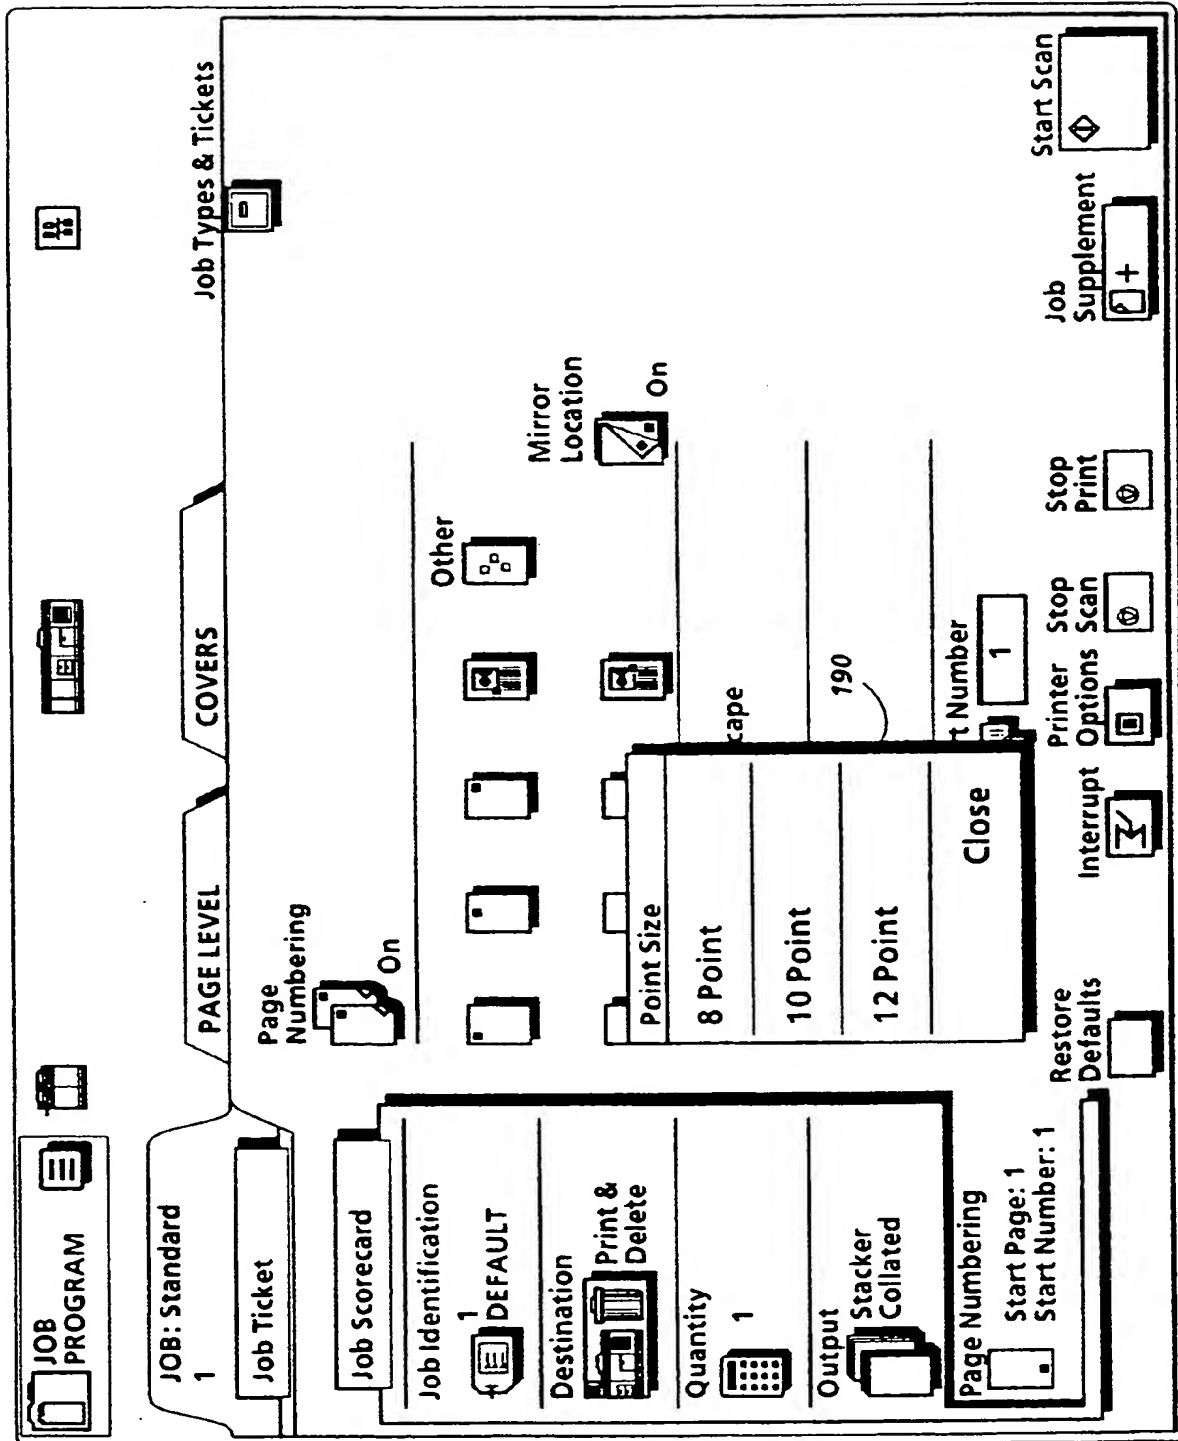 JOB
PROGRAM
JOB: Standard
1
PAGE LEVEL
COVERS
Job Types & Tickets
Job Ticket
Job Scorecard
Job Identification
1
DEFAULT
Destination
Print &
Delete
Quantity
1
Output
Stacker
Collated
Page Numbering
Start Page: 1
Start Number: 1
Page
Numbering
On
Other
Mirror
Location
On
Point Size
8 Point
10 Point
12 Point
Close
cape
190
rt Number
1
Restore
Defaults
Interrupt
Printer
Options
Stop
Scan
Stop
Print
Job
Supplement
Start Scan